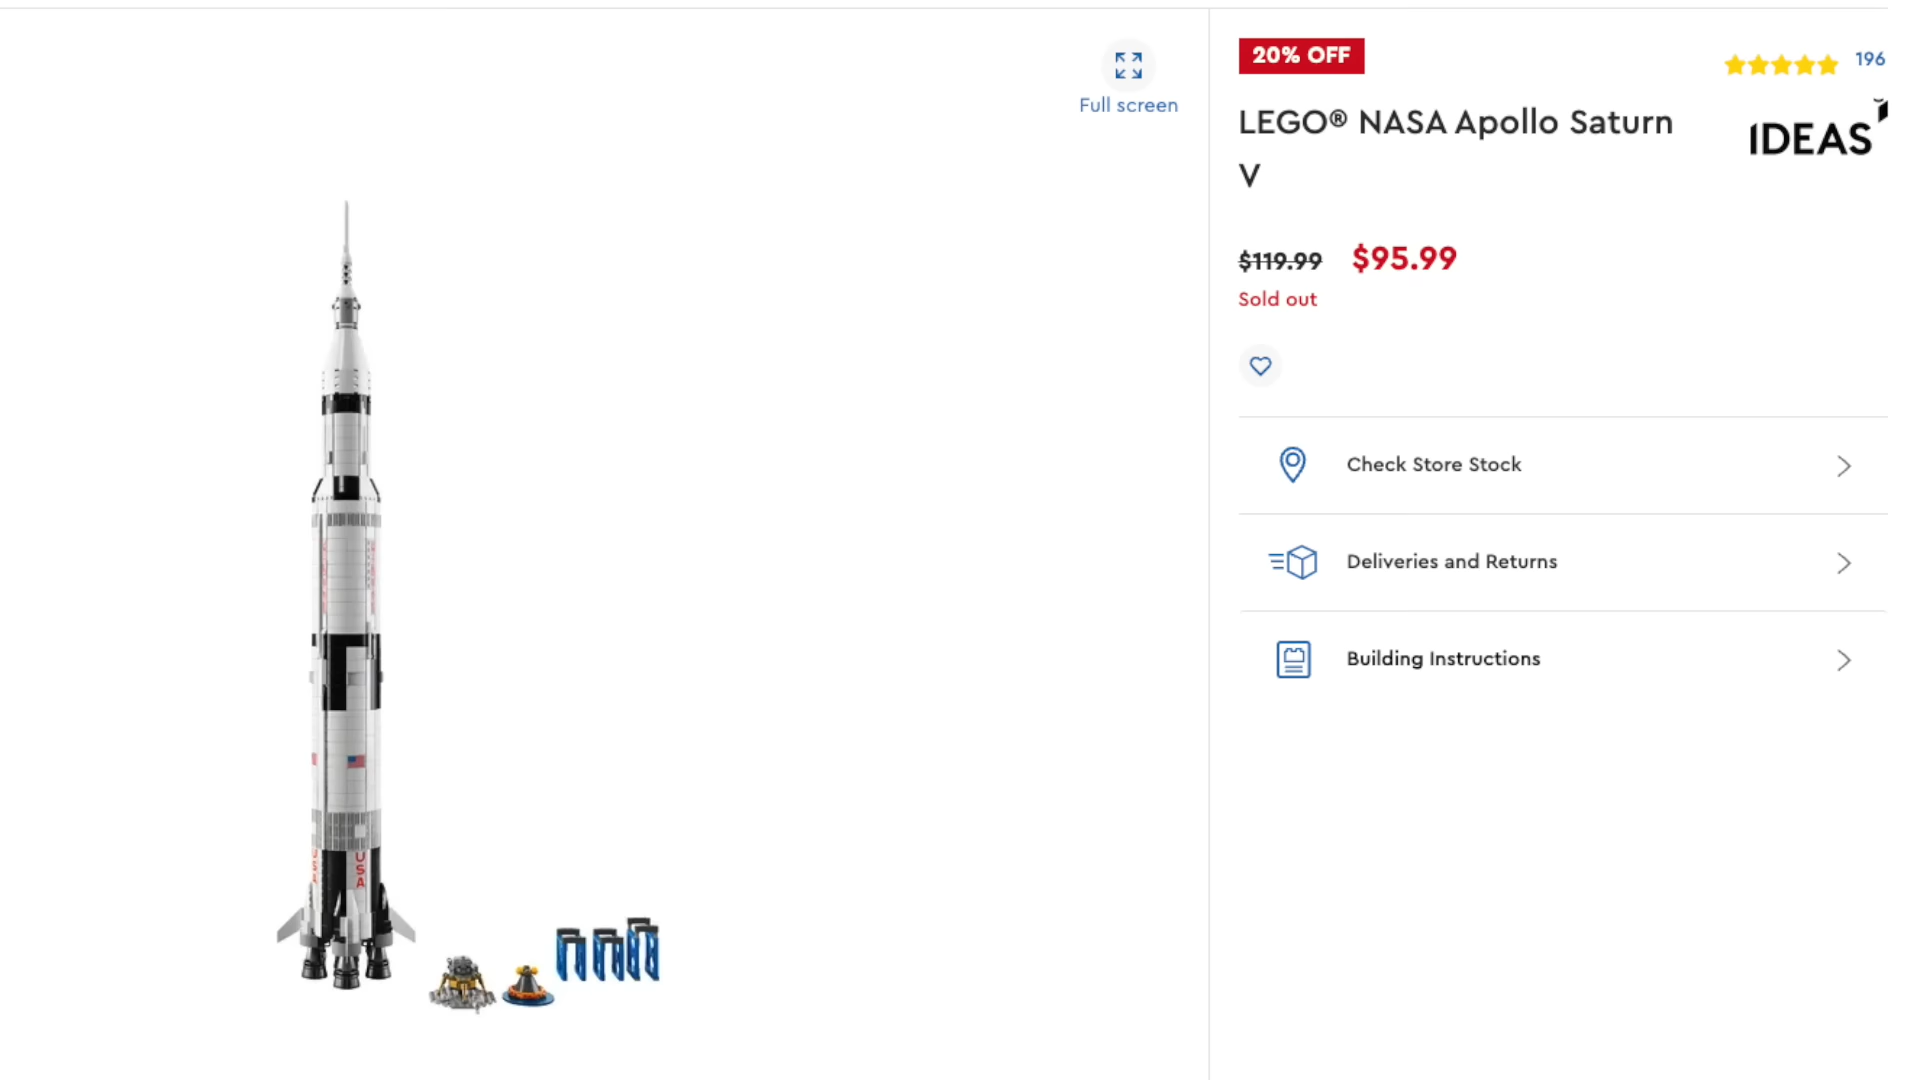 20% OFF
196
Full screen
LEGO® NASA Apollo Saturn
V
IDEAS
$119.99 $95.99
Sold out
Check Store Stock
Deliveries and Returns
Building Instructions
USA